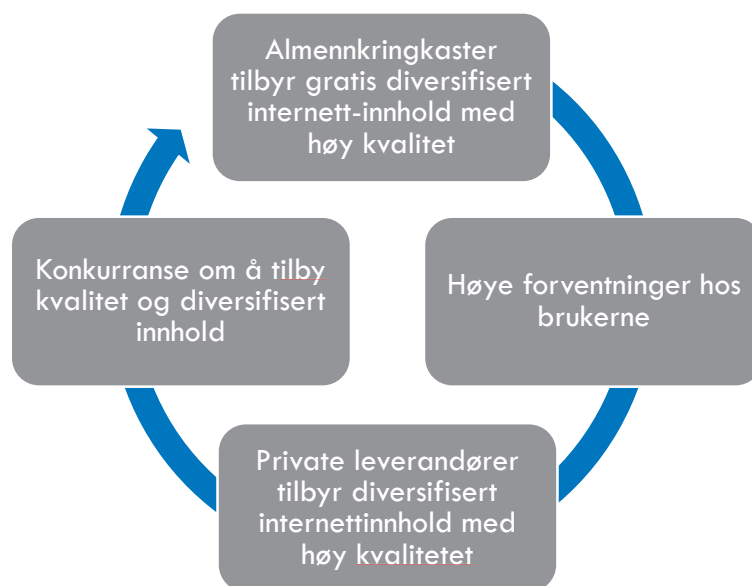 Almennkringkaster
tilbyr gratis diversifisert
internett-innhold med
høy kvalitet
Høye forventninger hos
brukerne
Private leverandører
tilbyr diversifisert
internettinnhold med
høy kvalitetet
Konkurranse om å tilby
kvalitet og diversifisert
innhold